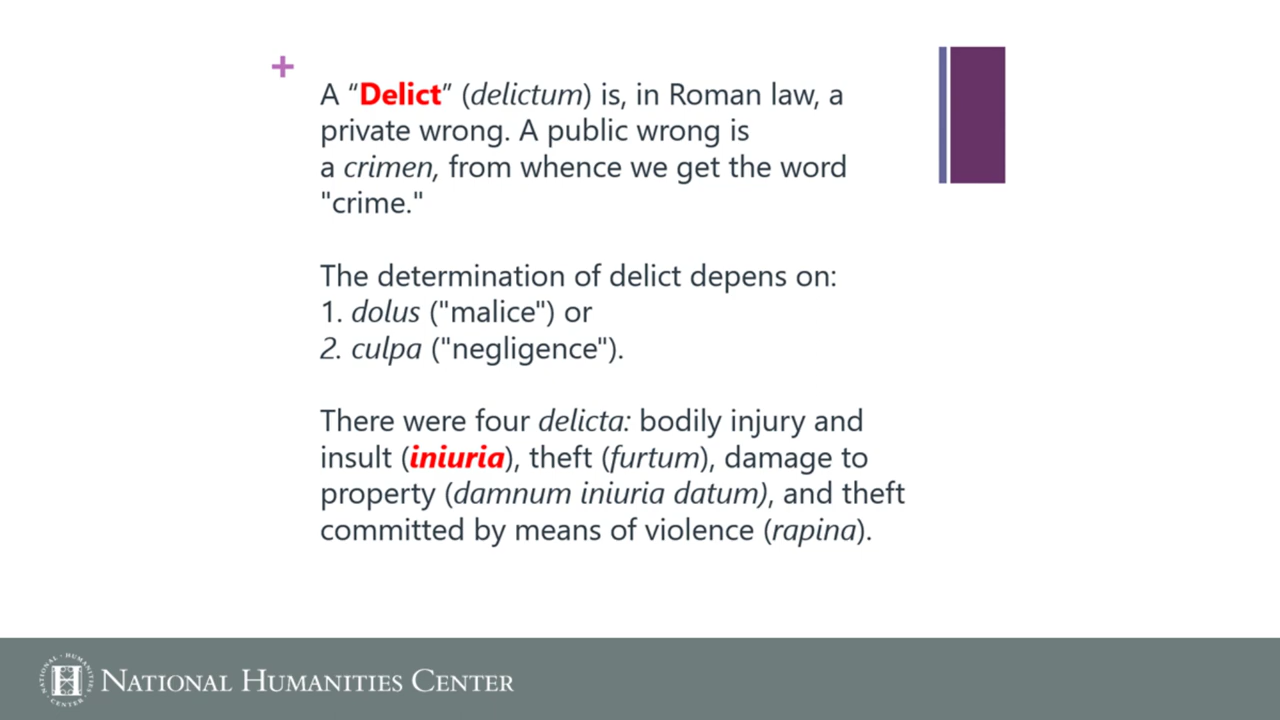 +
A “Delict” (delictum) is, in Roman law, a
private wrong. A public wrong is
a crimen, from whence we get the word
"crime."
The determination of delict depens on:
1. dolus ("malice") or
2. culpa ("negligence").
There were four delicta: bodily injury and
insult (iniuria), theft (furtum), damage to
property (damnum iniuria datum), and theft
committed by means of violence (rapina).
NATIONAL HUMANITIES CENTER
NATIONAL · HUMANITIES · CENTER ·